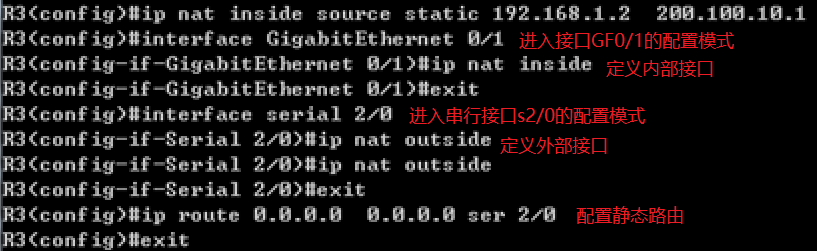 R3(config)#ip nat inside source static 192.168.1.2  200.100.10.1
R3(config)#interface GigabitEthernet 0/1 进入接口GF0/1的配置模式
R3(config-if-GigabitEthernet 0/1)#ip nat inside 定义内部接口
R3(config-if-GigabitEthernet 0/1)#exit
R3(config)#interface serial 2/0 进入串行接口s2/0的配置模式
R3(config-if-Serial 2/0)#ip nat outside 定义外部接口
R3(config-if-Serial 2/0)#ip nat outside
R3(config-if-Serial 2/0)#exit
R3(config)#ip route 0.0.0.0  0.0.0.0 ser 2/0 配置静态路由
R3(config)#exit